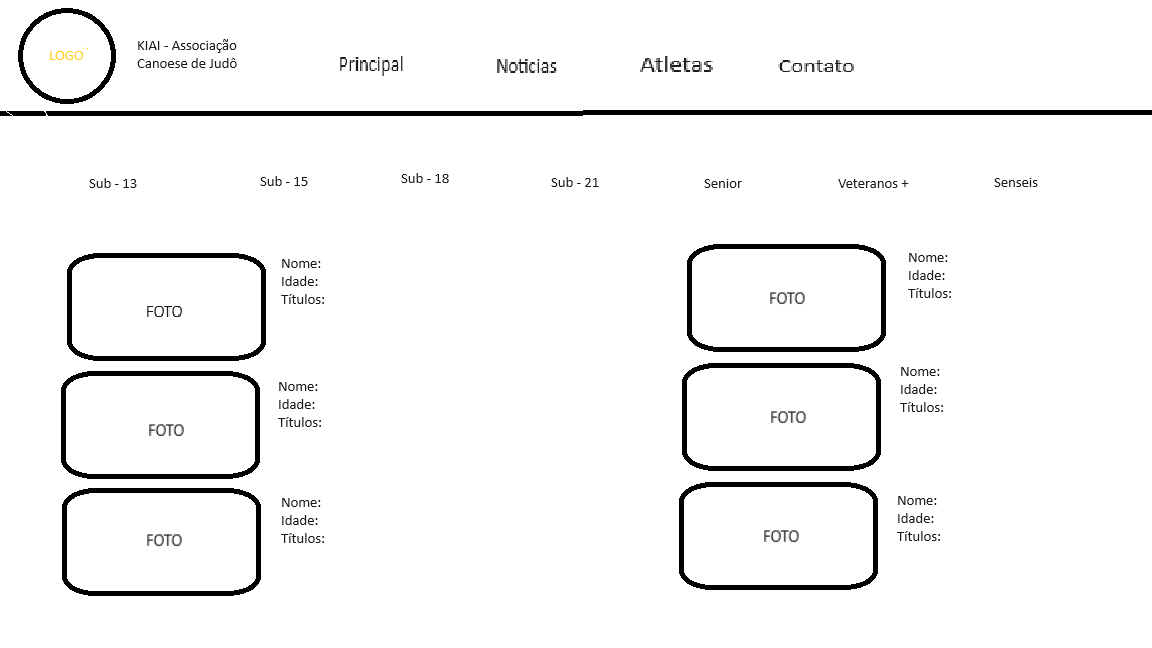 LOGO
KIAI - Associação
Canoese de Judô
Principal
Noticias
Atletas
Contato
Sub - 13
Sub - 15
Sub - 18
Sub - 21
Senior
Veteranos +
Senseis
FOTO
Nome:
Idade:
Títulos:
FOTO
Nome:
Idade:
Títulos:
FOTO
Nome:
Idade:
Títulos:
FOTO
Nome:
Idade:
Títulos:
FOTO
Nome:
Idade:
Títulos:
FOTO
Nome:
Idade:
Títulos: